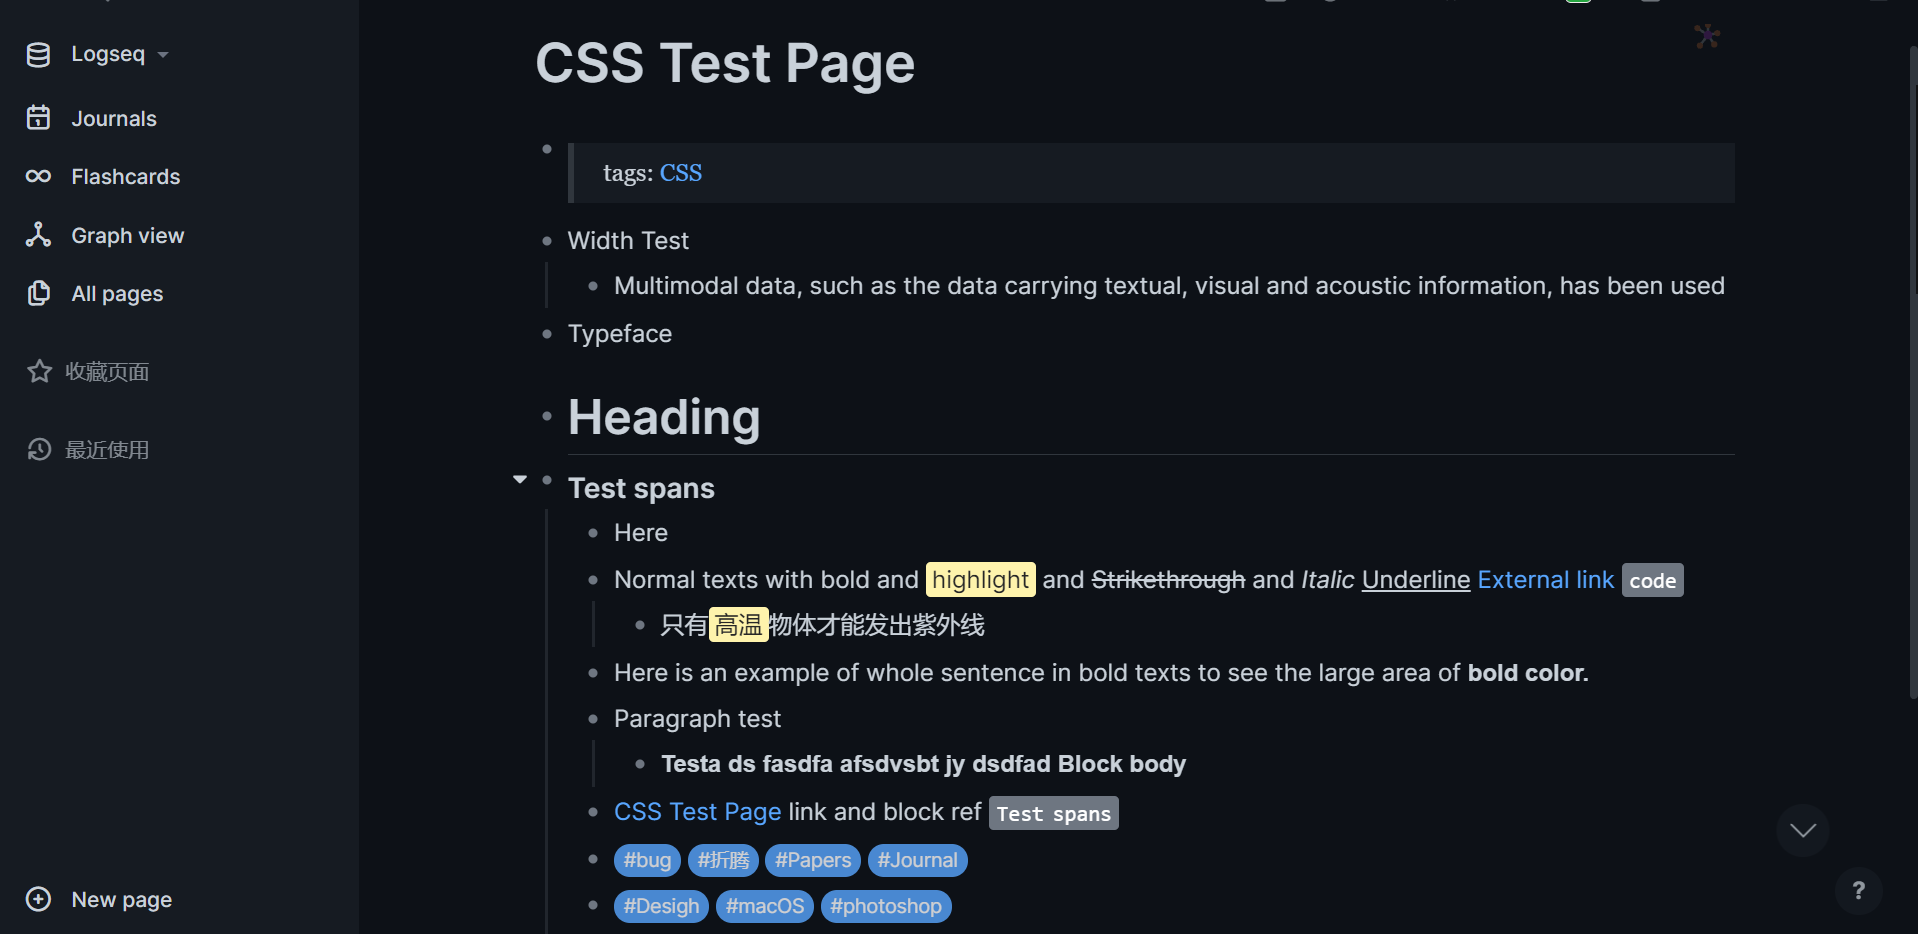 Logseq
Journals
Flashcards
Graph view
All pages
收藏页面
最近使用
New page
CSS Test Page
tags: CSS
Width Test
Multimodal data, such as the data carrying textual, visual and acoustic information, has been used
Typeface
Heading
Test spans
Here
Normal texts with bold and highlight and Strikethrough and Italic Underline External link code
只有高温物体才能发出紫外线
Here is an example of whole sentence in bold texts to see the large area of bold color.
Paragraph test
Testa ds fasdfa afsdvsbt jy dsdfad Block body
CSS Test Page link and block ref Test spans
#bug #折腾 #Papers #Journal
#Desigh #macOS #photoshop
?